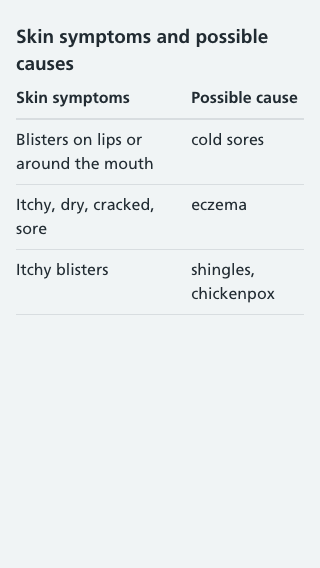 Skin symptoms and possible
causes
Skin symptoms Possible cause
Blisters on lips or cold sores
around the mouth
Itchy, dry, cracked, eczema
sore
Itchy blisters shingles,
chickenpox